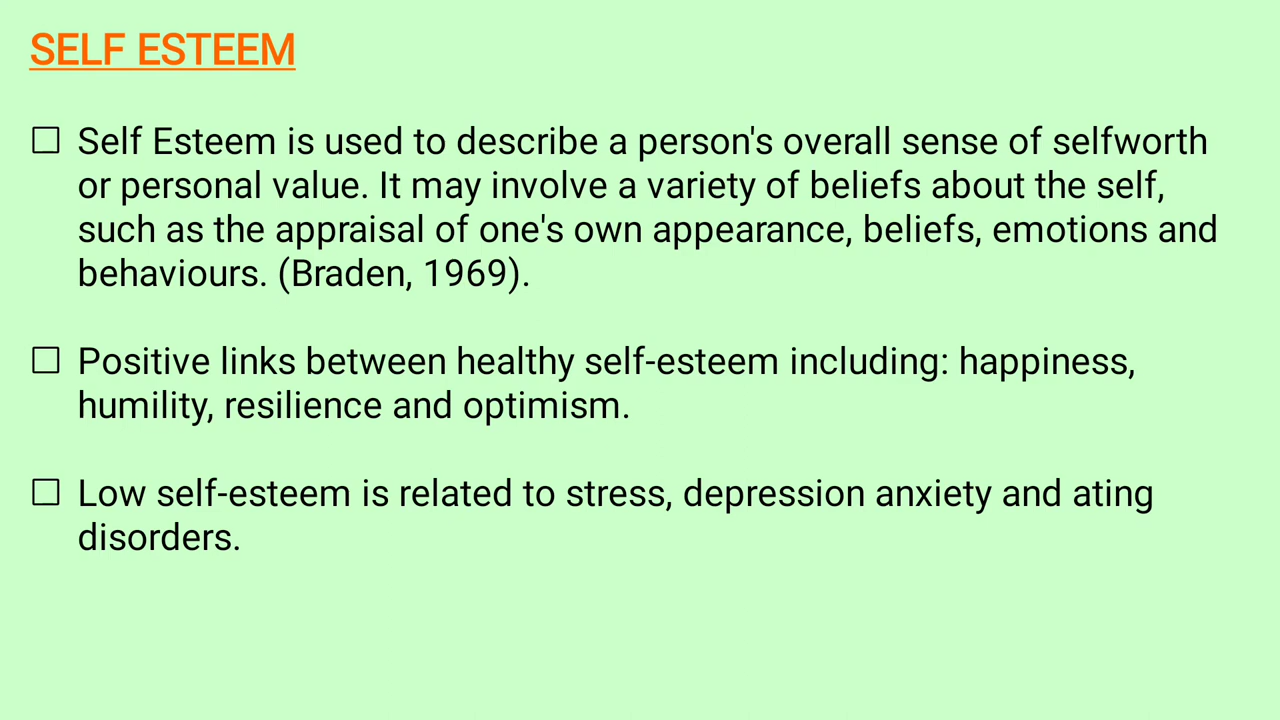 SELF ESTEEM
☐ Self Esteem is used to describe a person's overall sense of selfworth
or personal value. It may involve a variety of beliefs about the self,
such as the appraisal of one's own appearance, beliefs, emotions and
behaviours. (Braden, 1969).
☐ Positive links between healthy self-esteem including: happiness,
humility, resilience and optimism.
☐ Low self-esteem is related to stress, depression anxiety and ating
disorders.